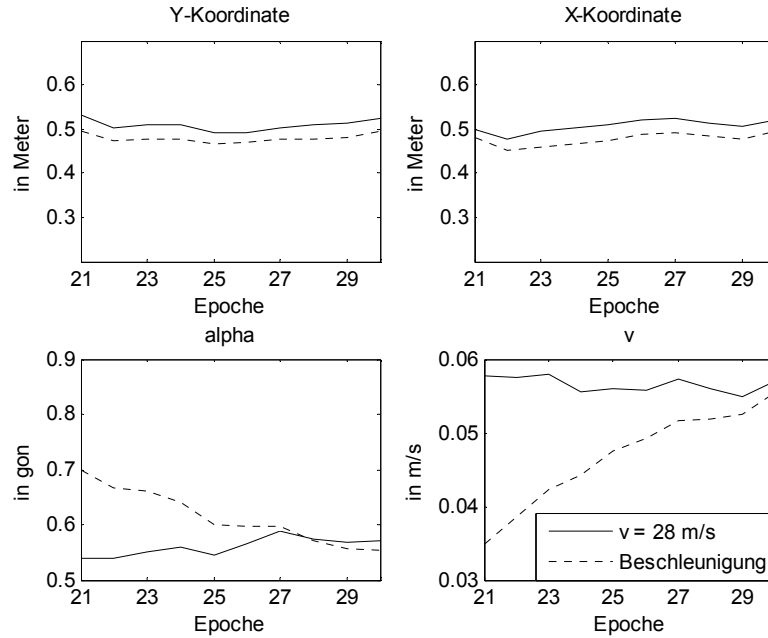 Y-Koordinate
in Meter
0.6
0.5
0.4
0.3
21 23 25 27 29
Epoche
X-Koordinate
in Meter
0.6
0.5
0.4
0.3
21 23 25 27 29
Epoche
alpha
in gon
0.9
0.8
0.7
0.6
0.5
21 23 25 27 29
Epoche
v
in m/s
0.06
0.05
0.04
0.03
21 23 25 27 29
Epoche
v = 28 m/s
Beschleunigung